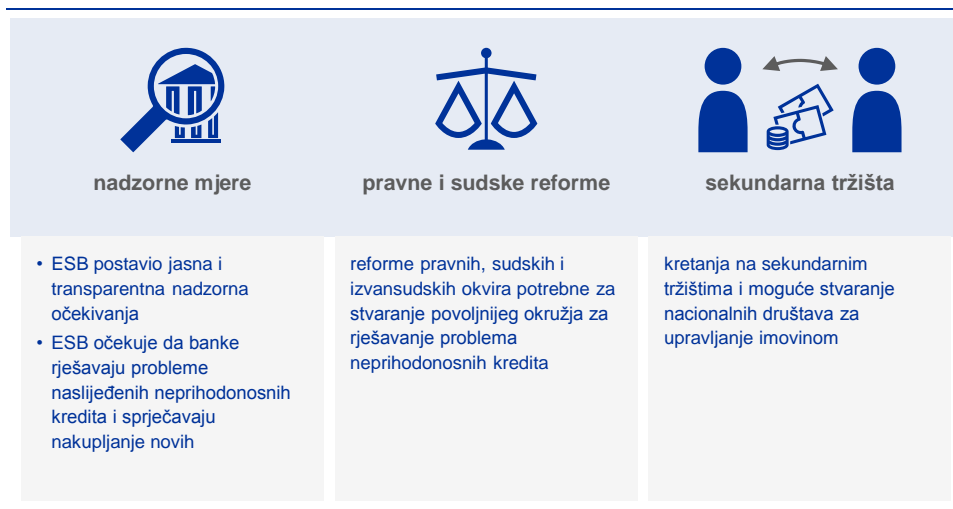 nadzorne mjere
pravne i sudske reforme
sekundarna tržišta
• ESB postavio jasna i
transparentna nadzorna
očekivanja
• ESB očekuje da banke
rješavaju probleme
naslijeđenih neprihodonosnih
kredita i sprječavaju
nakupljanje novih
reforme pravnih, sudskih i
izvansudskih okvira potrebne za
stvaranje povoljnijeg okružja za
rješavanje problema
neprihodonosnih kredita
kretanja na sekundarnim
tržištima i moguće stvaranje
nacionalnih društava za
upravljanje imovinom